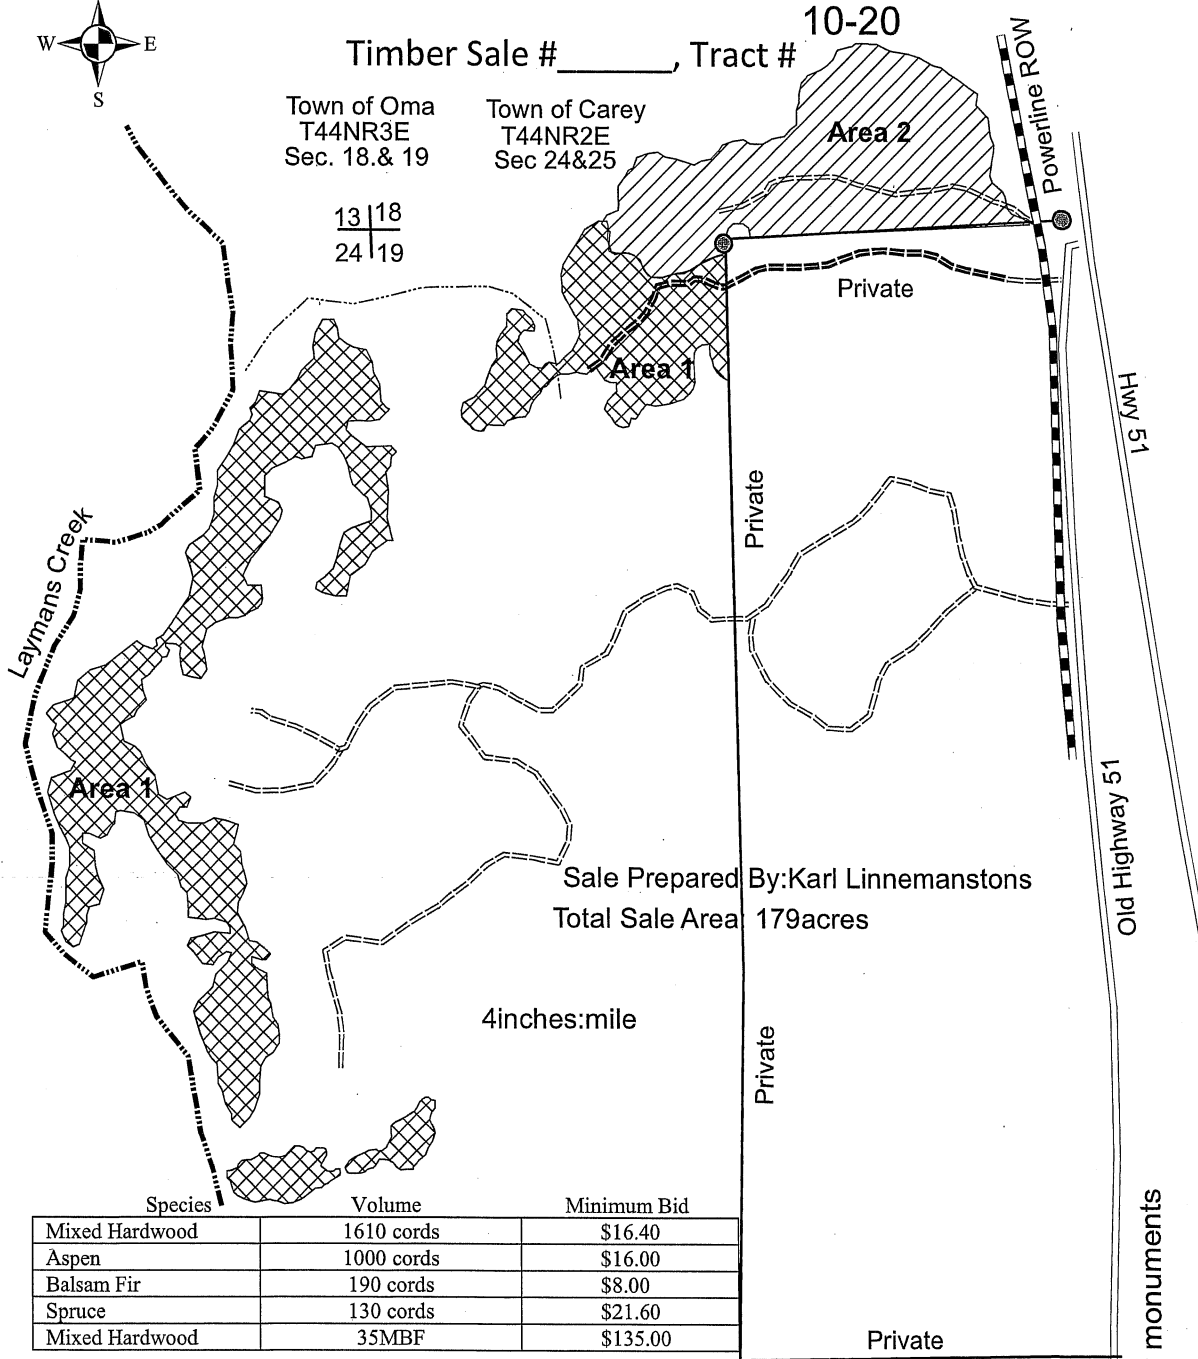 10-20
W E
S
Timber Sale #______, Tract #
Town of Oma
T44NR3E
Sec. 18.& 19
Town of Carey
T44NR2E
Sec 24&25
13 18
24 19
Area 2
Powerline ROW
Private
Area 1
Hwy 51
Private
Laymans Creek
Area 1
Old Highway 51
Sale Prepared By:Karl Linnemanstons
Total Sale Area: 179acres
4inches:mile
Private
monuments
Species Volume Minimum Bid
Mixed Hardwood 1610 cords $16.40
Aspen 1000 cords $16.00
Balsam Fir 190 cords $8.00
Spruce 130 cords $21.60
Mixed Hardwood 35MBF $135.00
Private